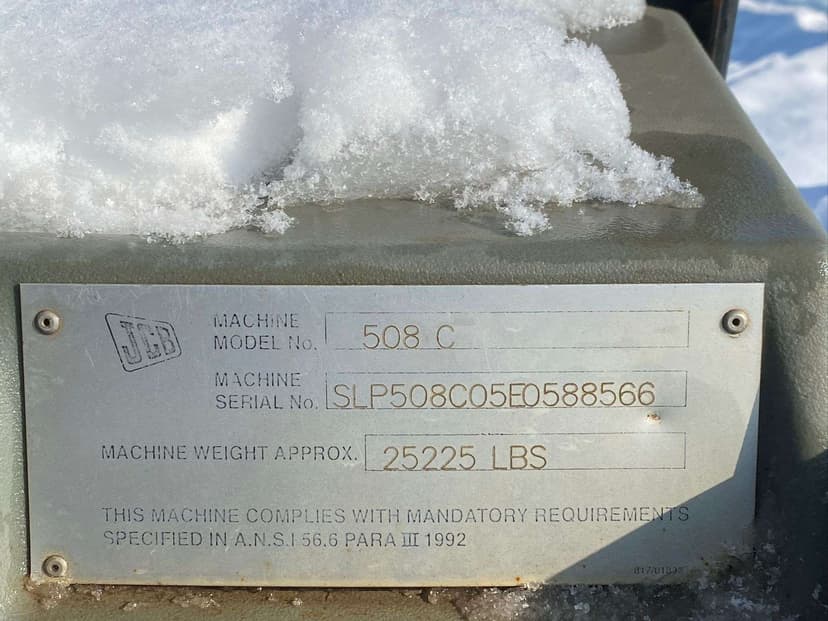 JCB
MACHINE
MODEL No. 508 C
MACHINE
SERIAL No. SLP508C05E0588566
MACHINE WEIGHT APPROX. 25225 LBS
THIS MACHINE COMPLIES WITH MANDATORY REQUIREMENTS
SPECIFIED IN A.N.S.I 56.6 PARA III 1992